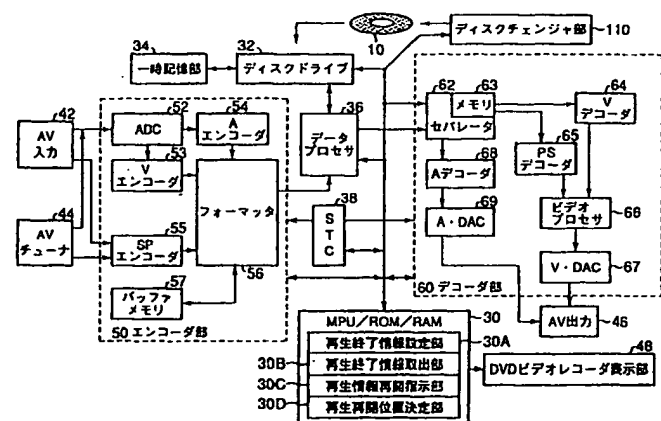 34
一時記憶部
32
ディスクドライブ
10
ディスクチェンジャ部
110
42
AV
入力
44
AV
チューナ
52
ADC
54
A
エンコーダ
V
エンコーダ
53
SP
エンコーダ
55
フォーマッタ
56
バッファ
メモリ
57
50 エンコーダ部
36
データ
プロセサ
38
S
T
C
62
63
メモリ
セパレータ
64
V
デコーダ
65
PS
デコーダ
68
Aデコーダ
69
A・DAC
ビデオ
プロセサ
66
V・DAC
67
60 デコーダ部
AV出力
46
MPU/ROM/RAM
30
再生終了情報設定部
30A
30B
再生終了情報取出部
30C
再生情報再開指示部
30D
再生再開位置決定部
48
DVDビデオレコーダ表示部